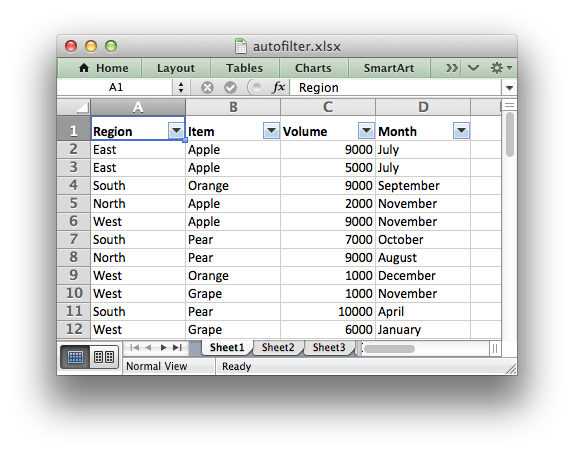 autofilter.xlsx
Home Layout Tables Charts SmartArt
A1 fx Region
A B C D
1 Region Item Volume Month
2 East Apple 9000 July
3 East Apple 5000 July
4 South Orange 9000 September
5 North Apple 2000 November
6 West Apple 9000 November
7 South Pear 7000 October
8 North Pear 9000 August
9 West Orange 1000 December
10 West Grape 1000 November
11 South Pear 10000 April
12 West Grape 6000 January
Sheet1 Sheet2 Sheet3
Normal View Ready